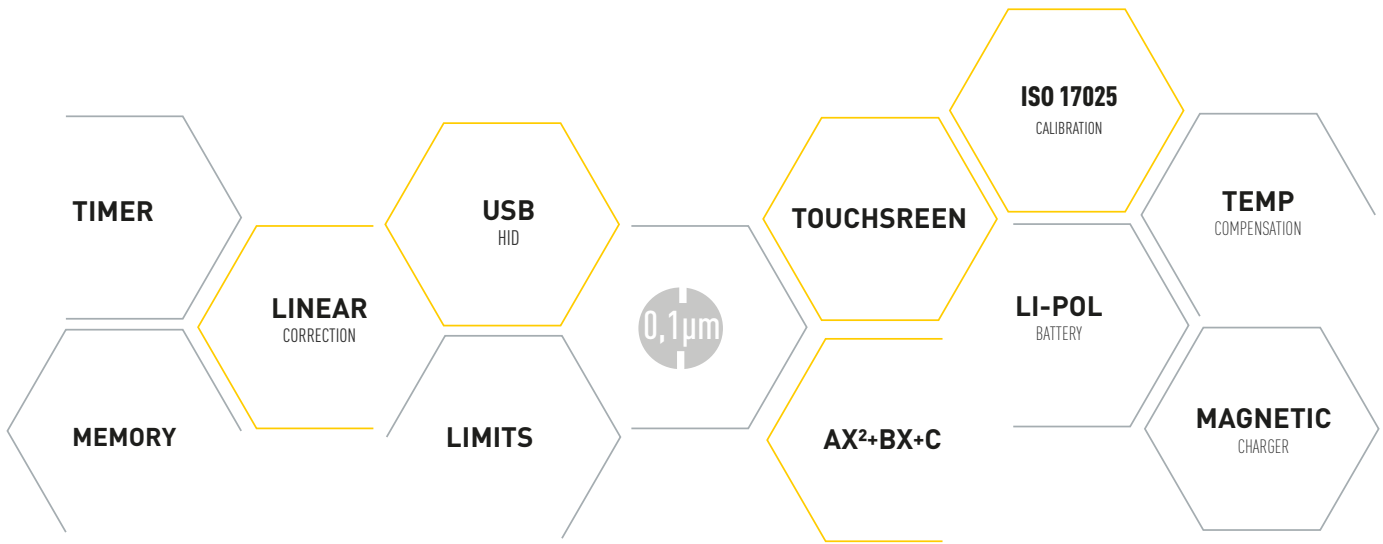 ISO 17025
CALIBRATION
TIMER
USB
HID
TOUCHSREEN
TEMP
COMPENSATION
LINEAR
CORRECTION
0,1µm
LI-POL
BATTERY
MEMORY
LIMITS
AX²+BX+C
MAGNETIC
CHARGER